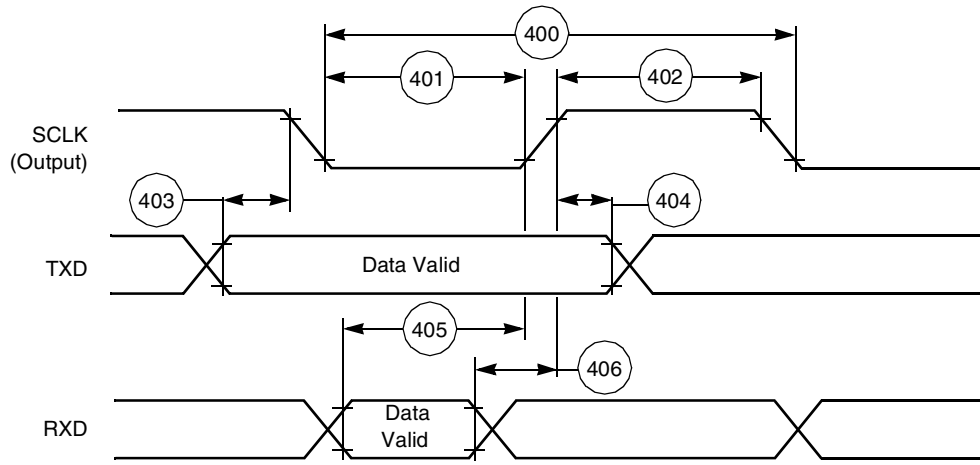 400
401
402
SCLK
(Output)
403
404
TXD
Data Valid
405
406
RXD
Data
Valid